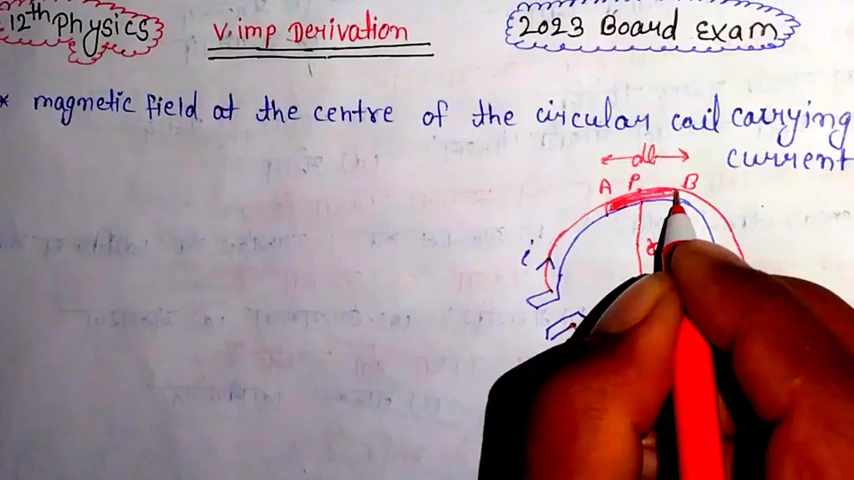 12th Physics
V. imp Derivation
2023 Board Exam
* magnetic field at the centre of the circular coil carrying
current
dl
A P B
i